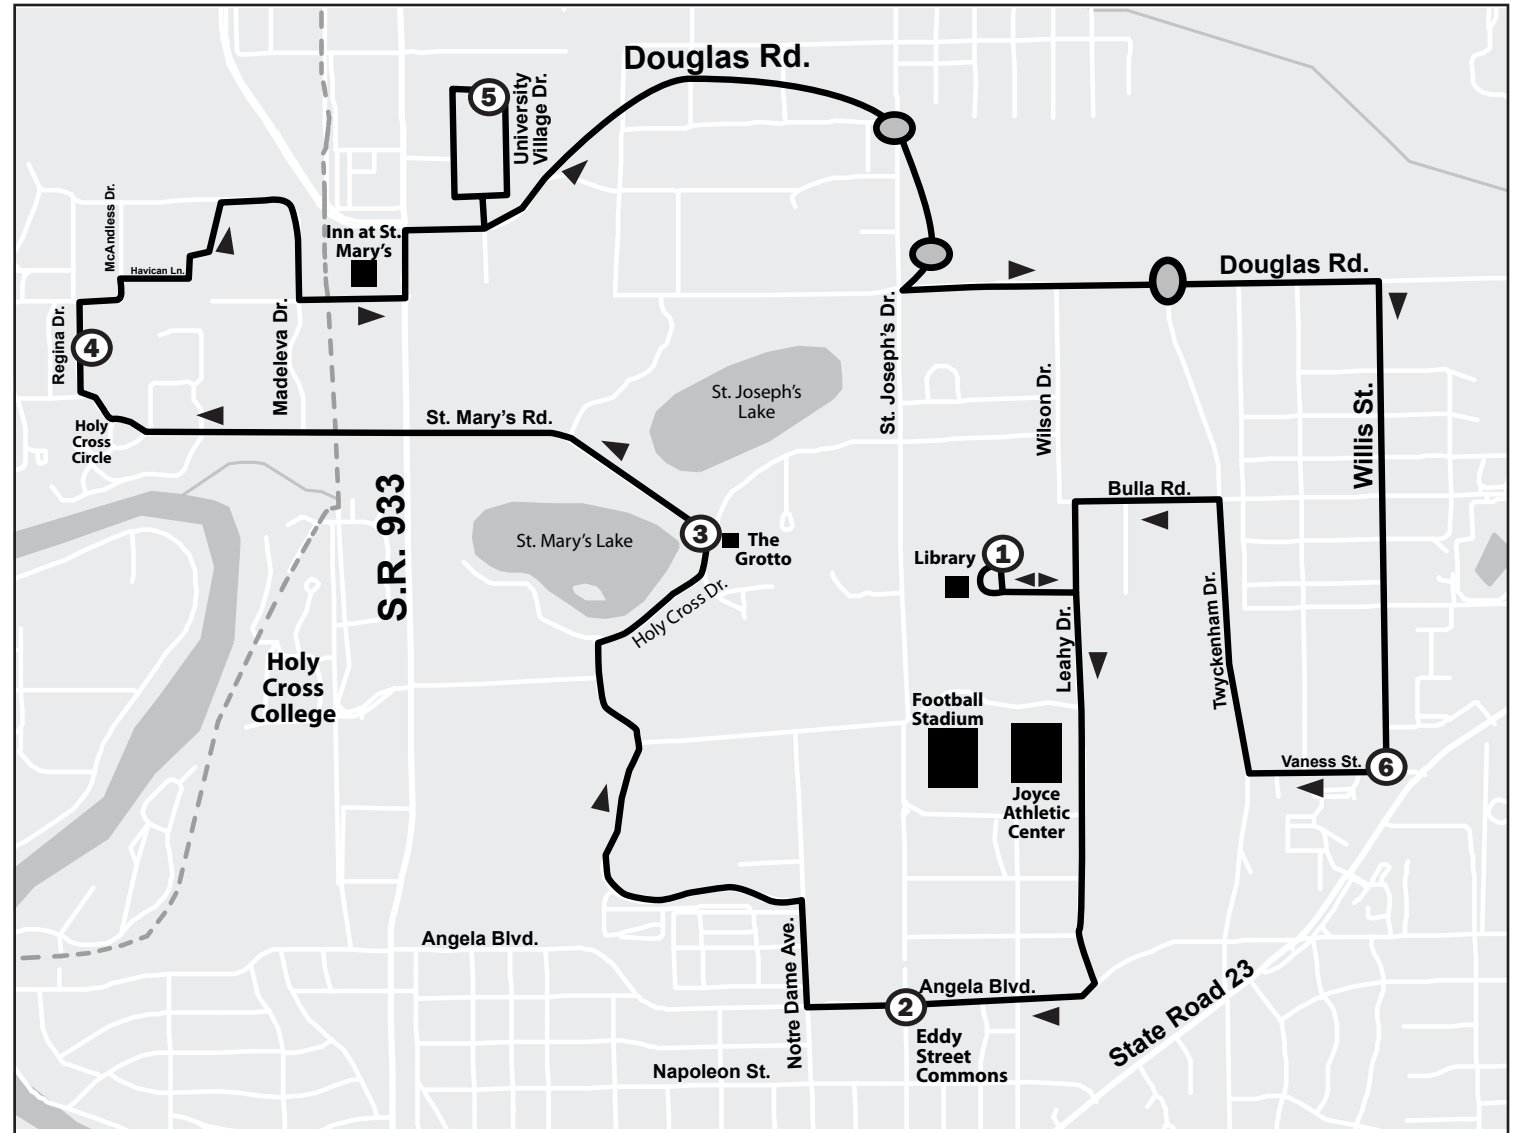 Douglas Rd.
5
University
Village Dr.
McAndless Dr.
Inn at St.
Mary's
Havican Ln.
Douglas Rd.
Regina Dr.
4
Madeleva Dr.
St. Joseph's Dr.
St. Joseph's
Lake
Wilson Dr.
Willis St.
Holy
Cross
Circle
St. Mary's Rd.
S.R. 933
Bulla Rd.
St. Mary's Lake
3
The
Grotto
Library
1
Holy Cross Dr.
Leahy Dr.
Twyckenham Dr.
Holy
Cross
College
Football
Stadium
Joyce
Athletic
Center
Vaness St.
6
Angela Blvd.
Notre Dame Ave.
2
Angela Blvd.
Eddy
Street
Commons
State Road 23
Napoleon St.